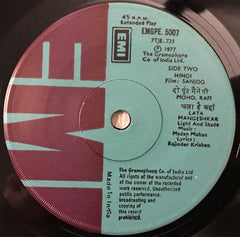 45 R.P.M.
Extended Play
EMGPE. 5007
EMI
7TJE.721
℗ 1977
The Gramophone
Co of India Ltd.
SIDE TWO
HINDI
Film: SANJOG
MOHD. RAFI
LATA
MANGESHKAR
Light And Shade
Music:
Madan Mohan
Lyrics:
Rajinder Krishan
EMI
Made in India
The Gramophone Co. of India Ltd
All rights of the manufacturer and
of the owner of the recorded
work reserved. Unauthorised
public performance,
broadcasting and
copying of
this record
prohibited.